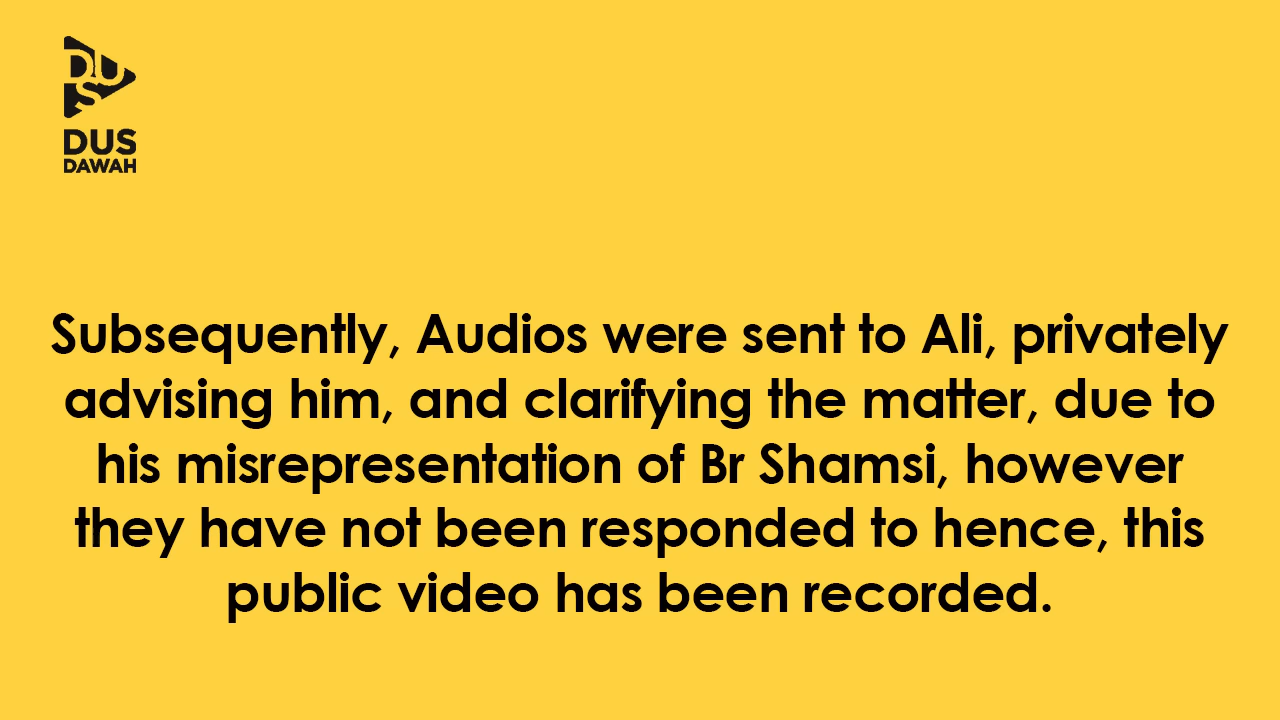 DUS
DUS
DAWAH
Subsequently, Audios were sent to Ali, privately
advising him, and clarifying the matter, due to
his misrepresentation of Br Shamsi, however
they have not been responded to hence, this
public video has been recorded.